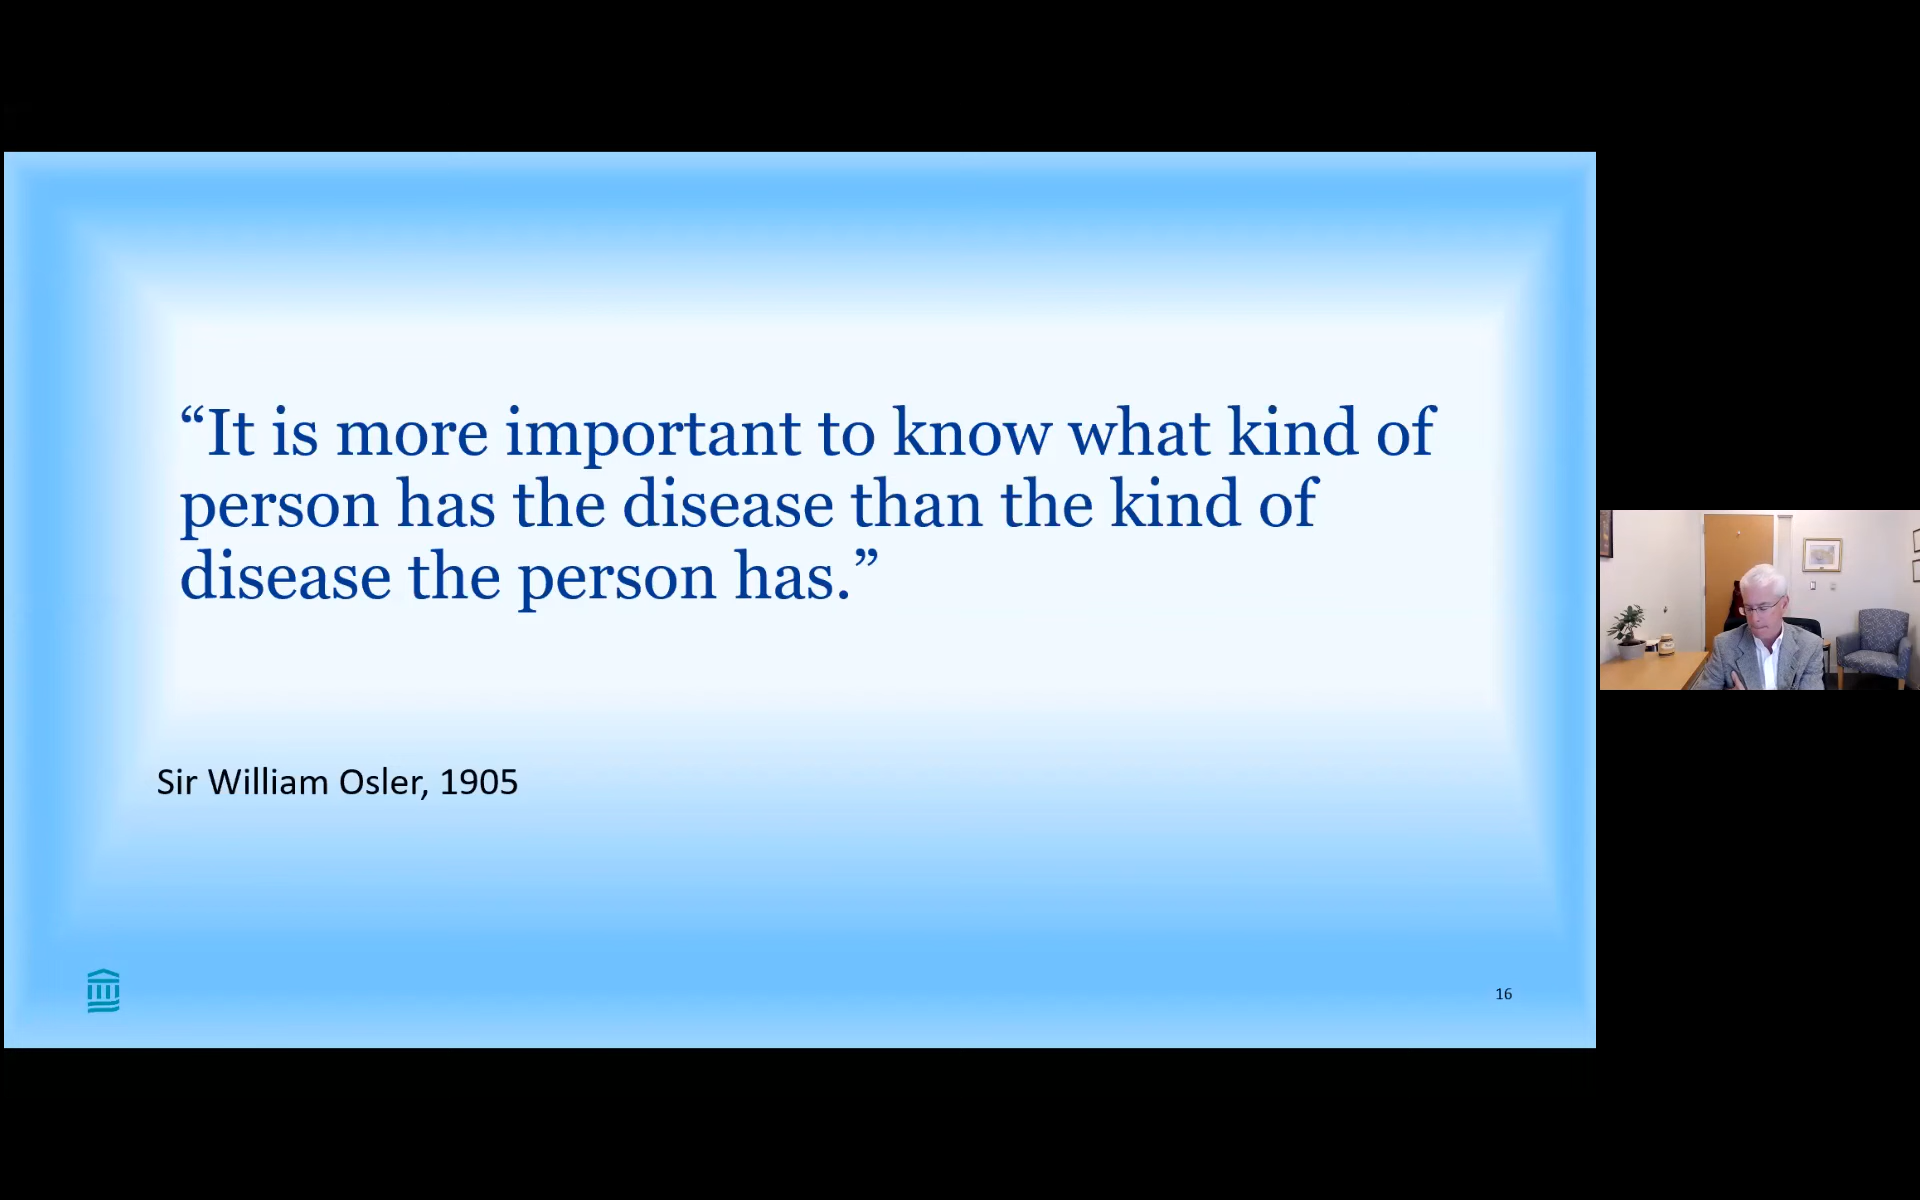 “It is more important to know what kind of
person has the disease than the kind of
disease the person has.”
Sir William Osler, 1905
16